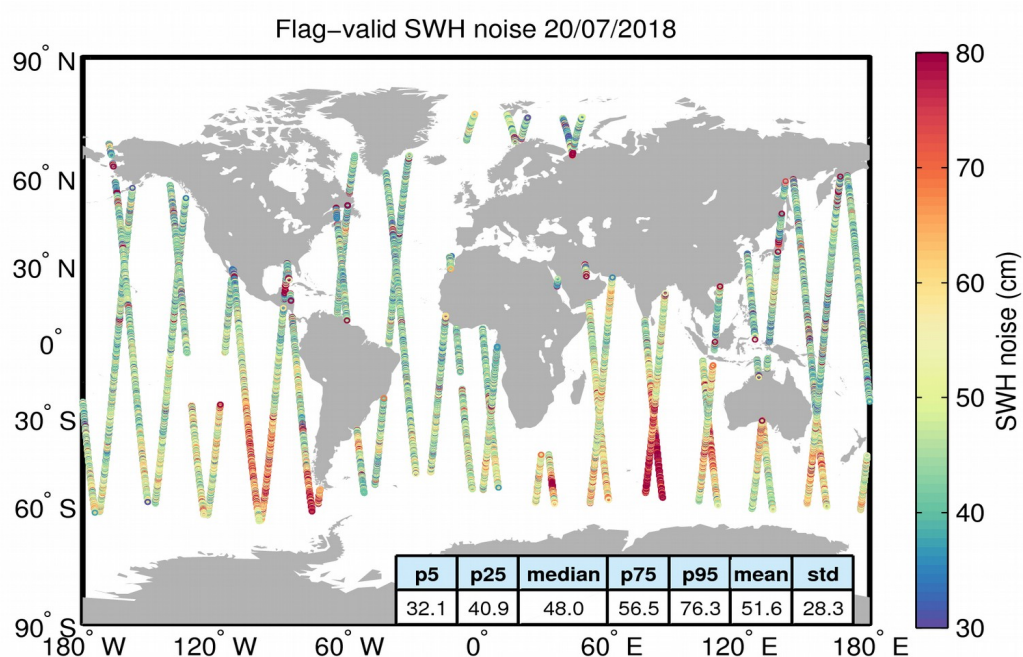 Flag−valid SWH noise 20/07/2018
90° N
60° N
30° N
0°
30° S
60° S
90° S
180° W
120° W
60° W
0°
60° E
120° E
180° E
p5 p25 median p75 p95 mean std
32.1 40.9 48.0 56.5 76.3 51.6 28.3
80
70
60
50
40
30
SWH noise (cm)